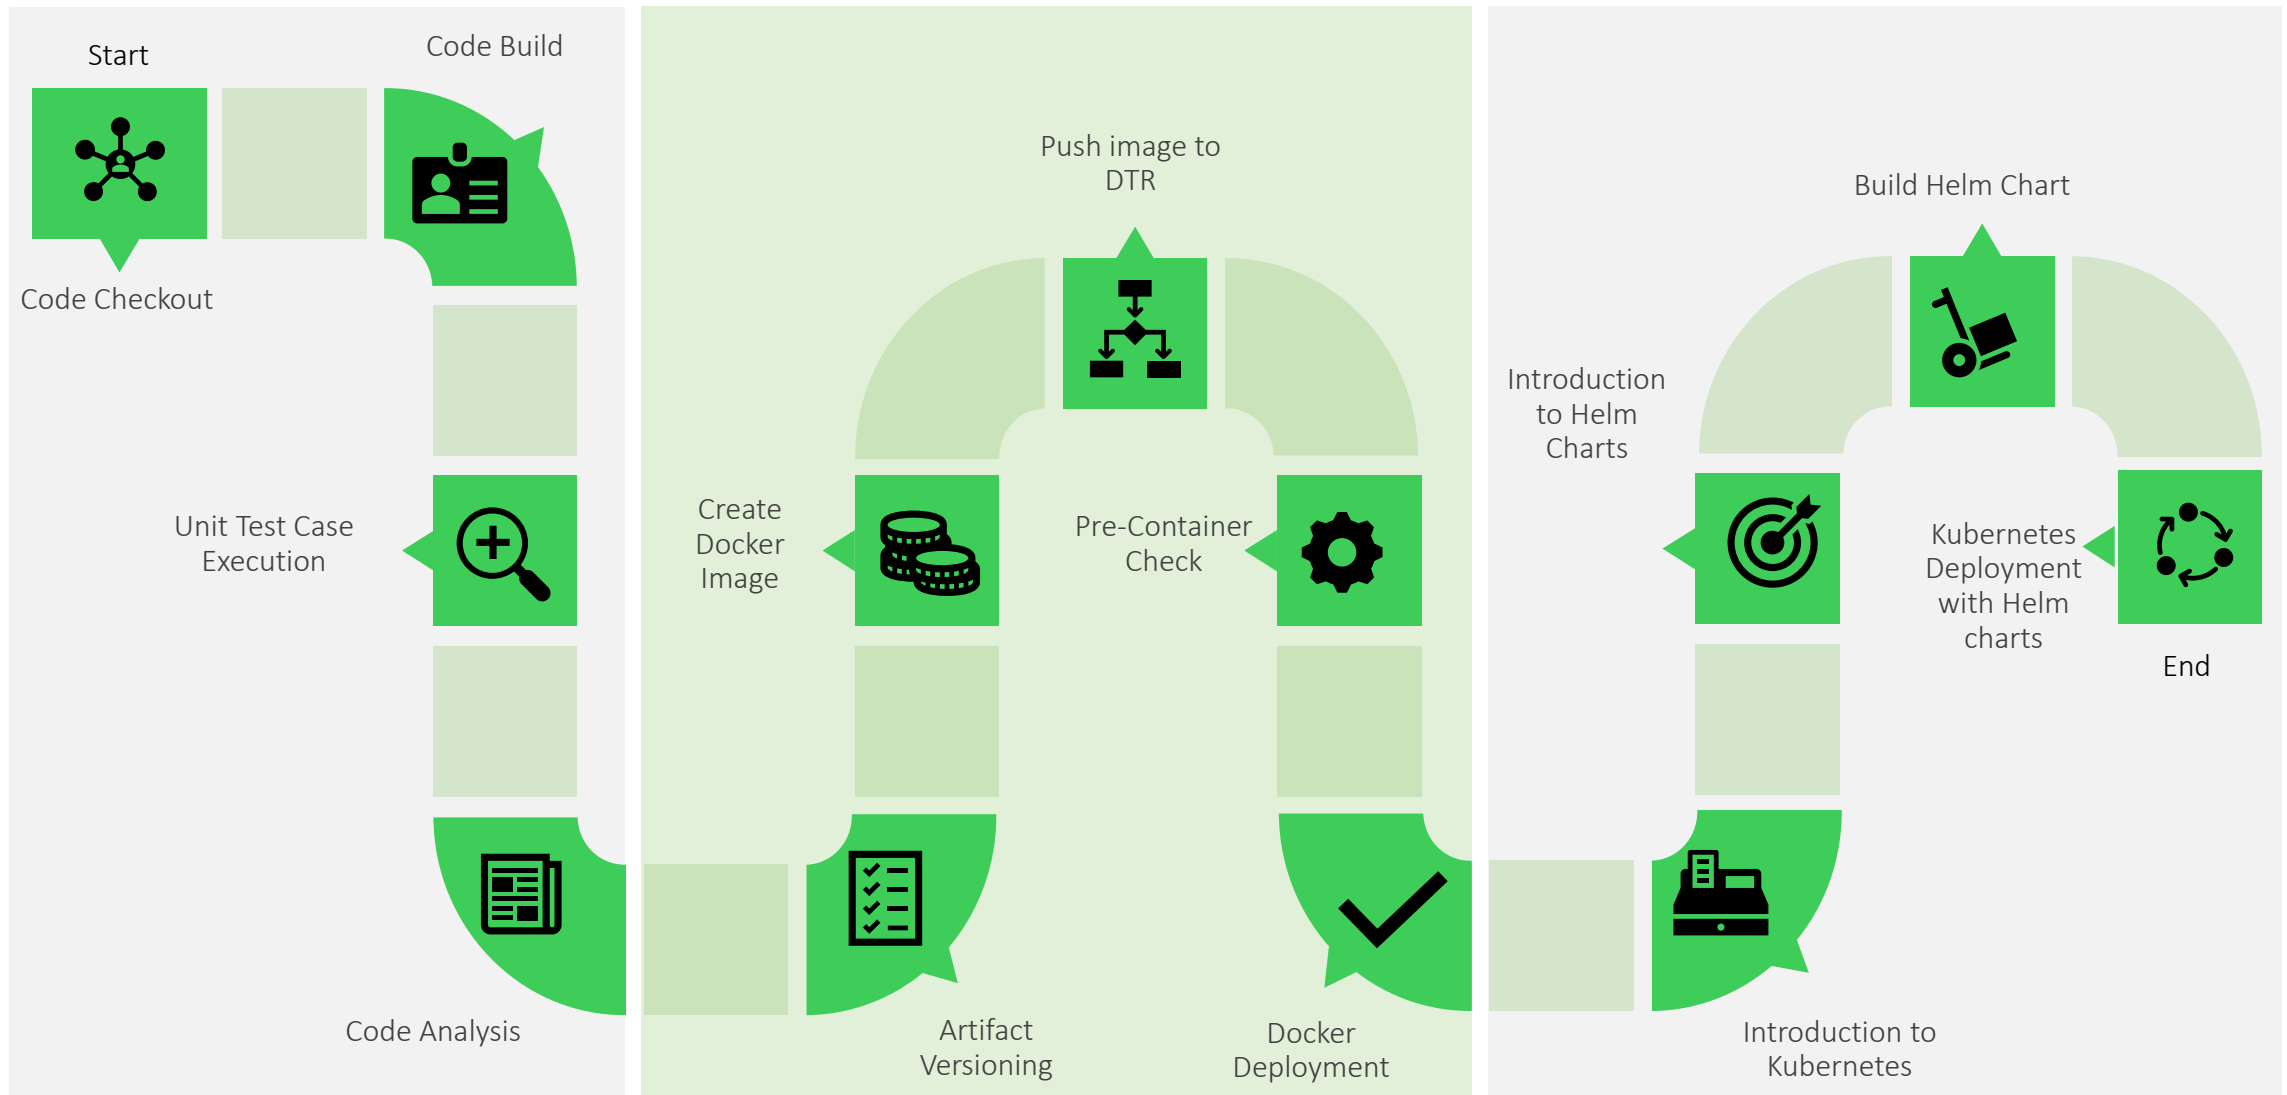 Start
Code Checkout
Code Build
Unit Test Case
Execution
Code Analysis
Artifact
Versioning
Create
Docker
Image
Push image to
DTR
Pre-Container
Check
Docker
Deployment
Introduction to
Kubernetes
Introduction
to Helm
Charts
Build Helm Chart
Kubernetes
Deployment
with Helm
charts
End